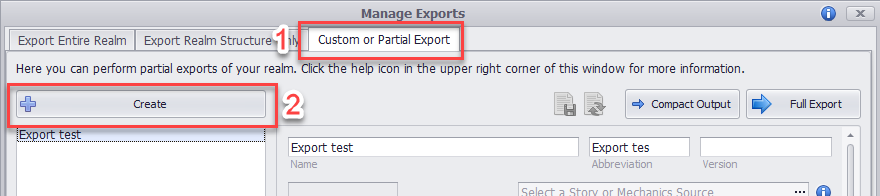 Manage Exports
Export Entire Realm
Export Realm Structure nly
1
Custom or Partial Export
Here you can perform partial exports of your realm. Click the help icon in the upper right corner of this window for more information.
Create
2
Compact Output
Full Export
Export test
Export test
Export tes
Name
Abbreviation
Version
Select a Story or Mechanics Source
...